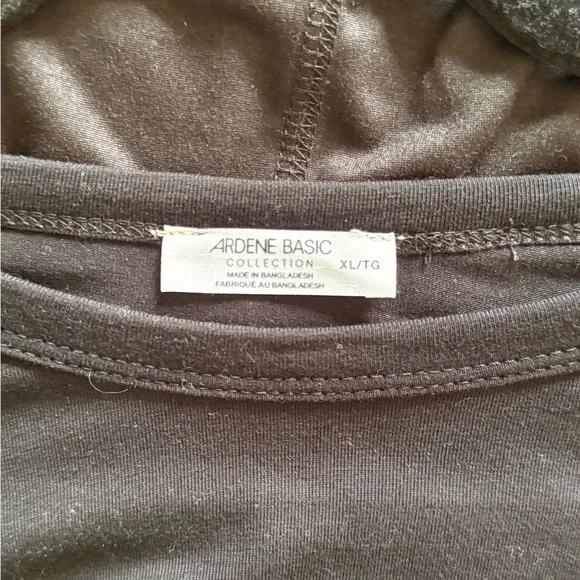 ARDENE BASIC
COLLECTION XL/TG
MADE IN BANGLADESH
FABRIQUÉ AU BANGLADESH